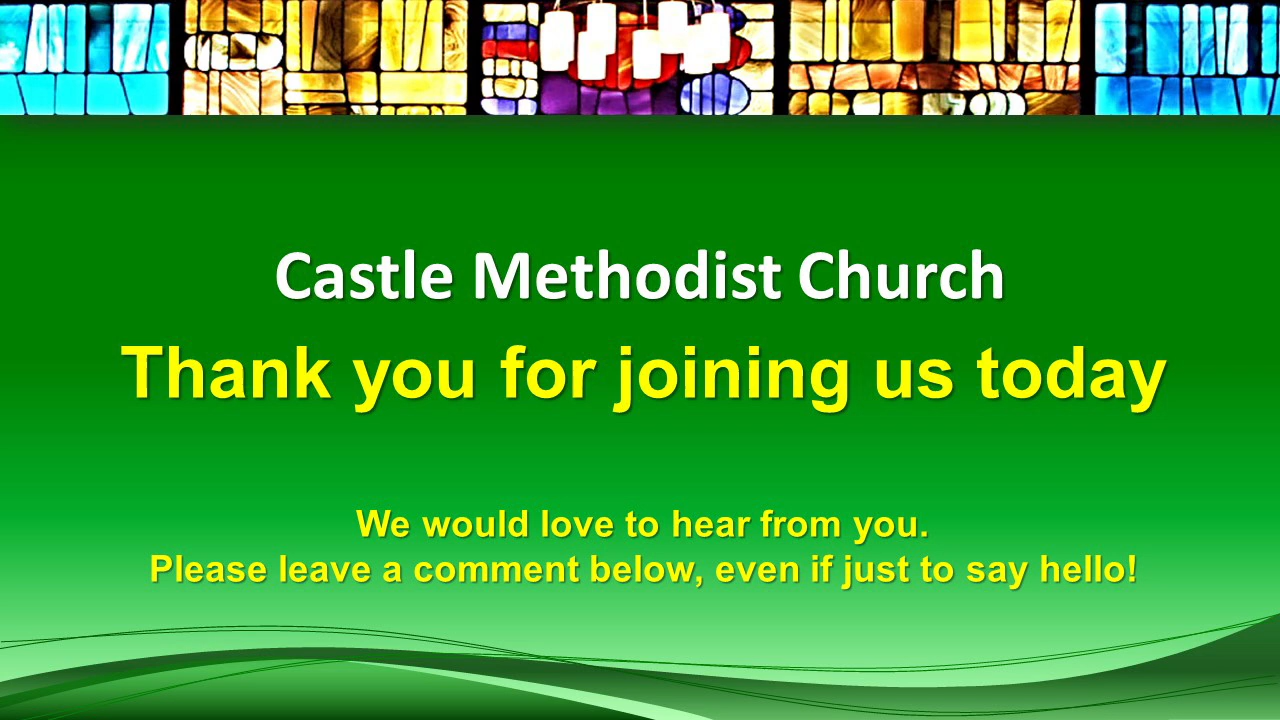 Castle Methodist Church
Thank you for joining us today
We would love to hear from you.
Please leave a comment below, even if just to say hello!